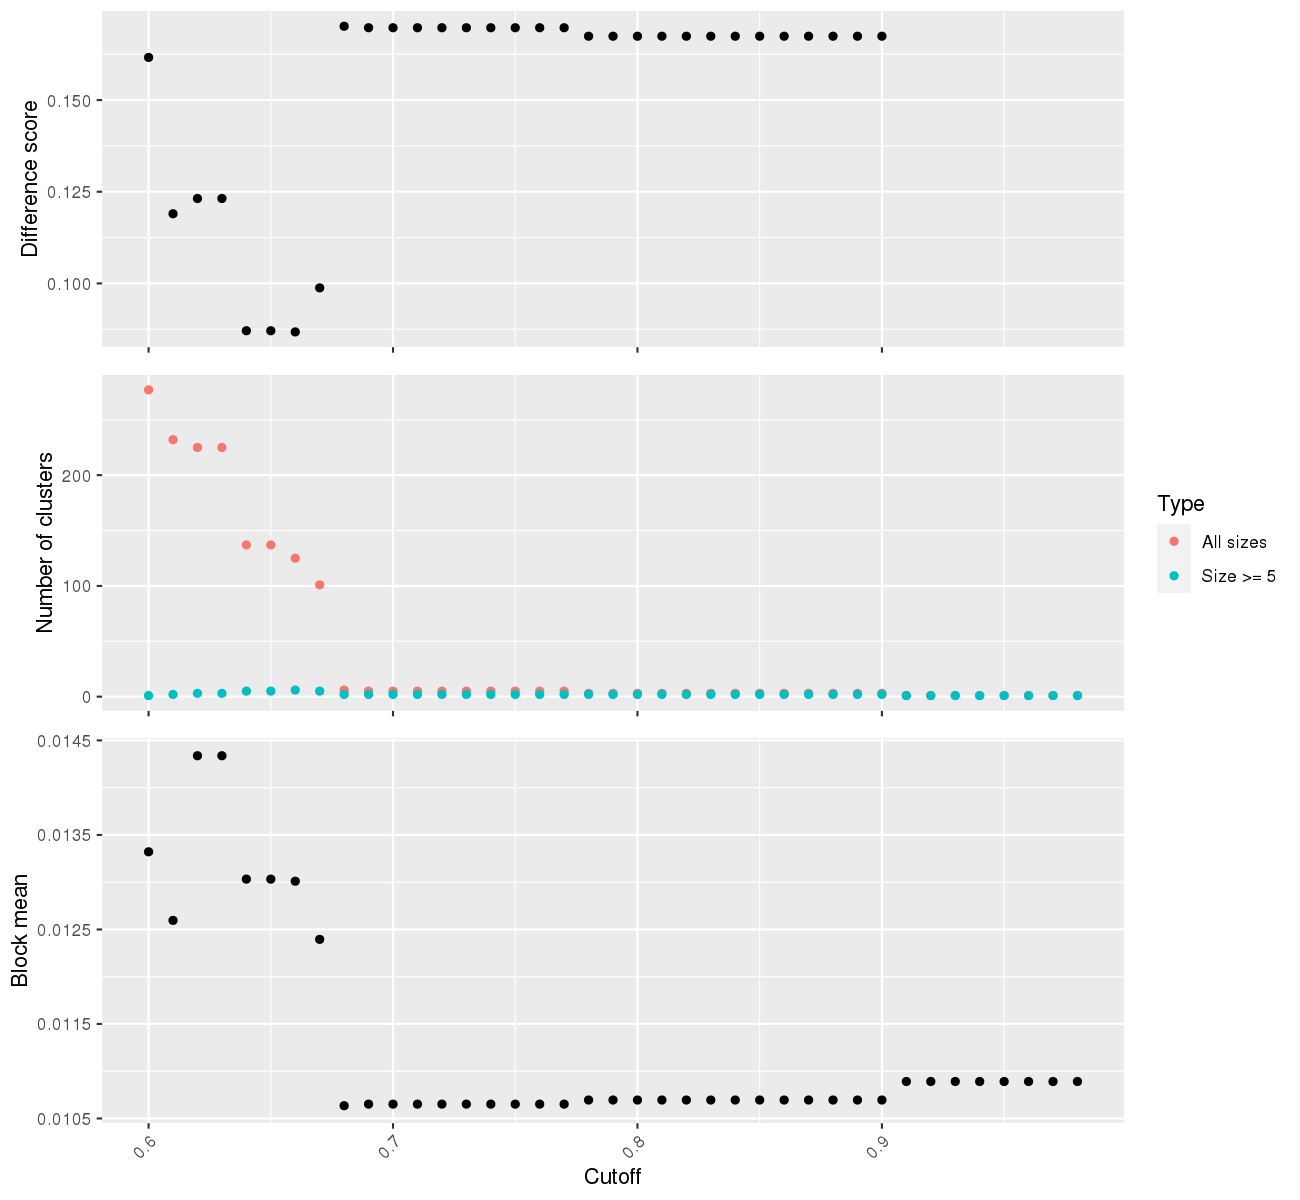 Difference score
0.150
0.125
0.100
Number of clusters
200
100
0
Type
All sizes
Size >= 5
Block mean
0.0145
0.0135
0.0125
0.0115
0.0105
0.6
0.7
0.8
0.9
Cutoff